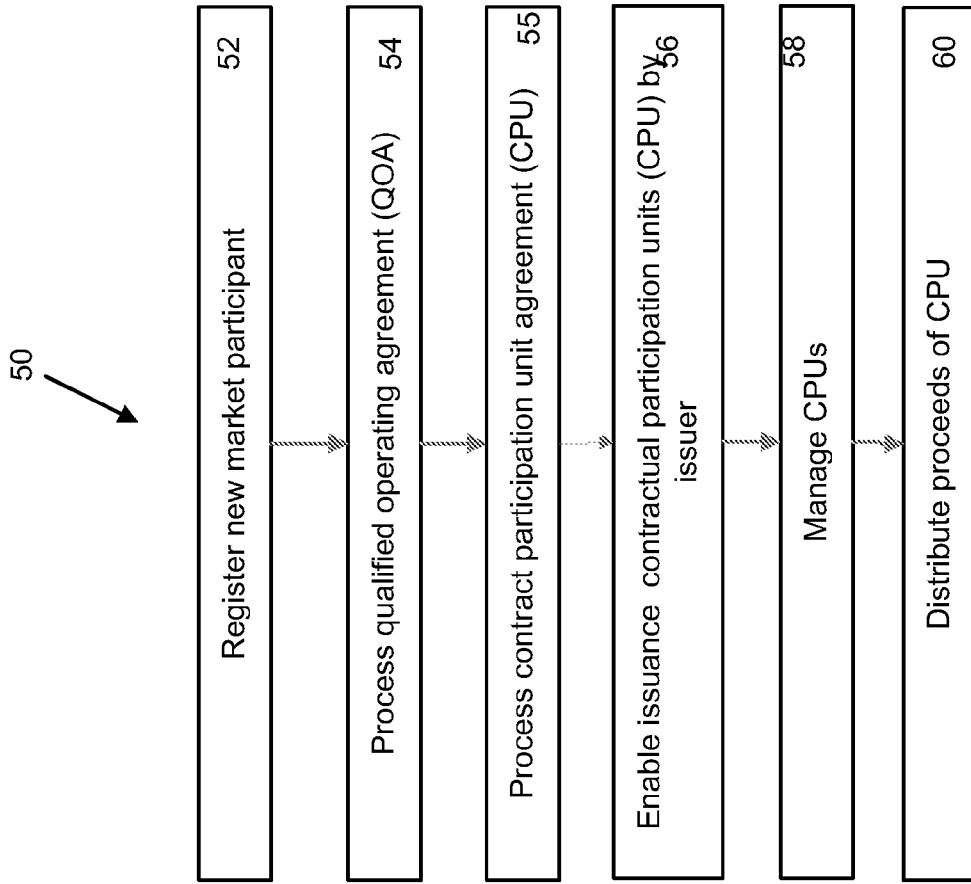 50
Register new market participant
52
Process qualified operating agreement (QOA)
54
Process contract participation unit agreement (CPU)
55
Enable issuance contractual participation units (CPU) by
issuer
56
Manage CPUs
58
Distribute proceeds of CPU
60